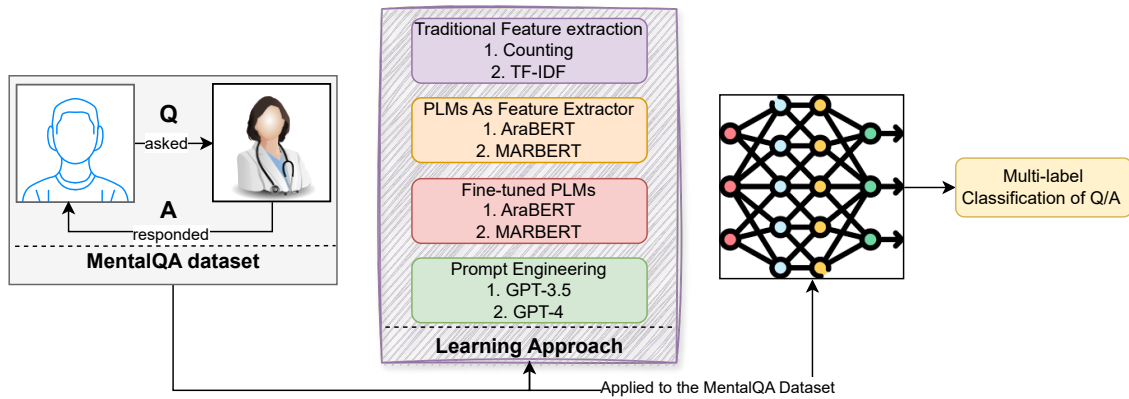 Q
asked
A
responded
MentalQA dataset
Traditional Feature extraction
1. Counting
2. TF-IDF
PLMs As Feature Extractor
1. AraBERT
2. MARBERT
Fine-tuned PLMs
1. AraBERT
2. MARBERT
Prompt Engineering
1. GPT-3.5
2. GPT-4
Learning Approach
Applied to the MentalQA Dataset
Multi-label
Classification of Q/A